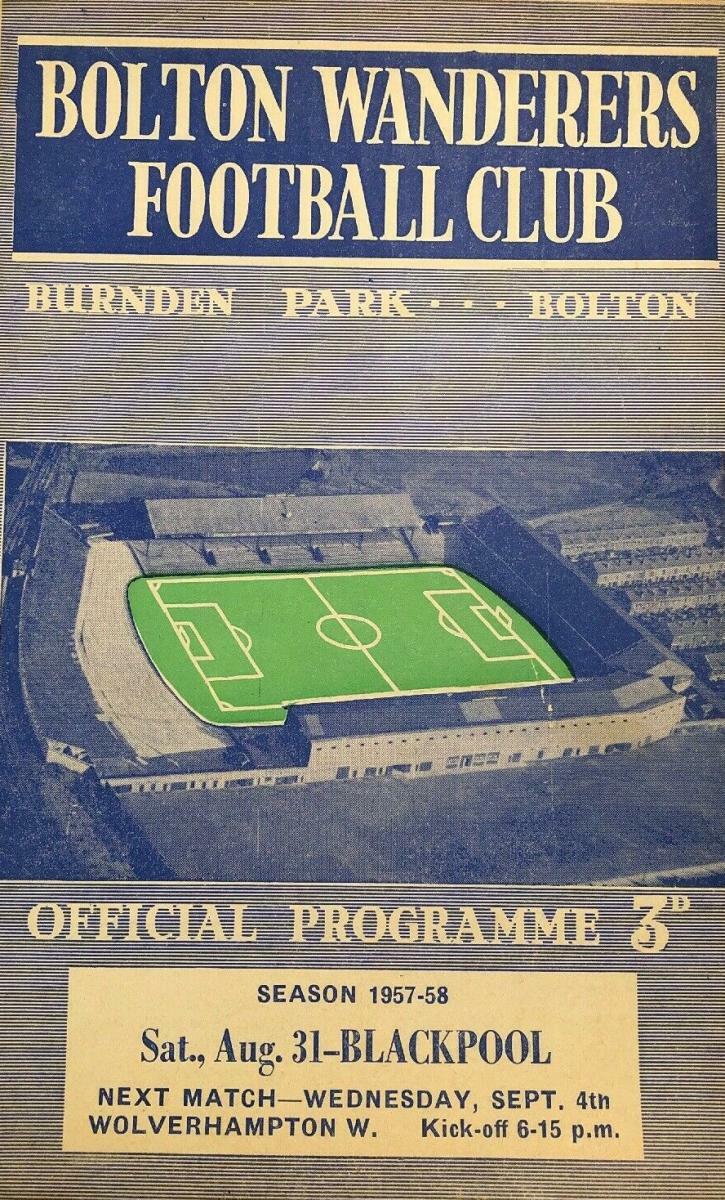 BOLTON WANDERERS
FOOTBALL CLUB
BURNDEN PARK . . . BOLTON
OFFICIAL PROGRAMME 3D
SEASON 1957-58
Sat., Aug. 31–BLACKPOOL
NEXT MATCH—WEDNESDAY, SEPT. 4th
WOLVERHAMPTON W. Kick-off 6-15 p.m.